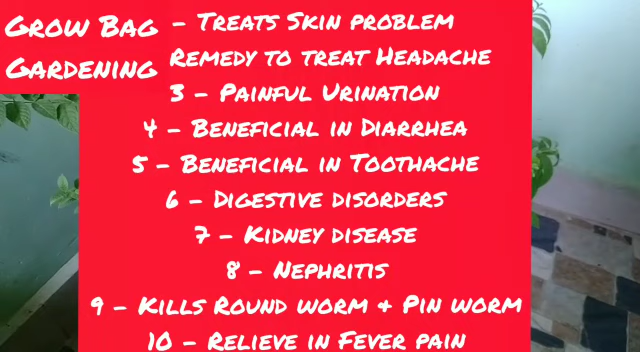 Grow Bag
Gardening
- Treats Skin problem
Remedy to treat Headache
3 - Painful Urination
4 - Beneficial in Diarrhea
5 - Beneficial in Toothache
6 - Digestive disorders
7 - Kidney disease
8 - Nephritis
9 - Kills Round worm + Pin worm
10 - Relieve in Fever pain